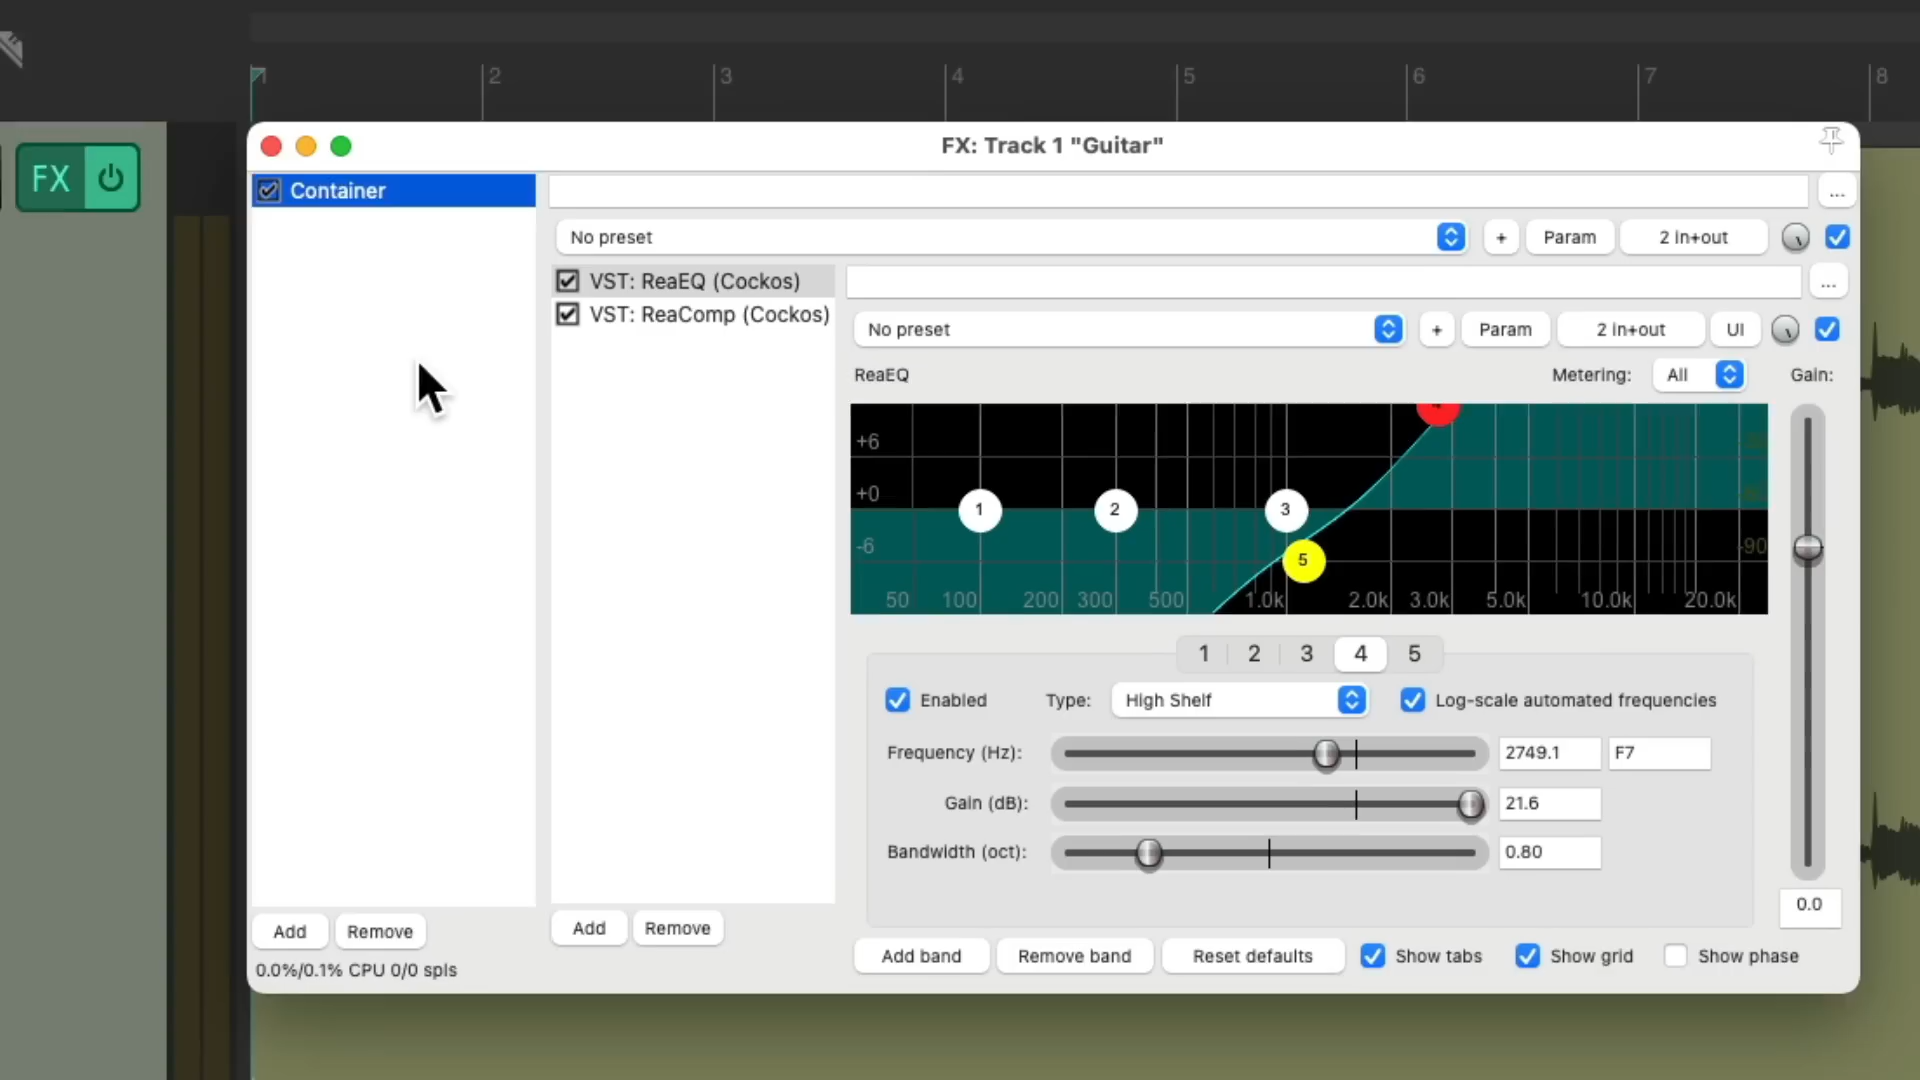 1 2 3 4 5 6 7 8
FX: Track 1 "Guitar"
FX
Container
...
No preset + Param 2 in+out
VST: ReaEQ (Cockos)
VST: ReaComp (Cockos)
...
No preset + Param 2 in+out UI
ReaEQ Metering: All Gain:
+6
+0
-6
-90
1 2 3 4 5
50 100 200 300 500 1.0k 2.0k 3.0k 5.0k 10.0k 20.0k
1 2 3 4 5
Enabled Type: High Shelf Log-scale automated frequencies
Frequency (Hz): 2749.1 F7
Gain (dB): 21.6
Bandwidth (oct): 0.80
0.0
Add Remove
Add Remove
Add band Remove band Reset defaults Show tabs Show grid Show phase
0.0%/0.1% CPU 0/0 spls